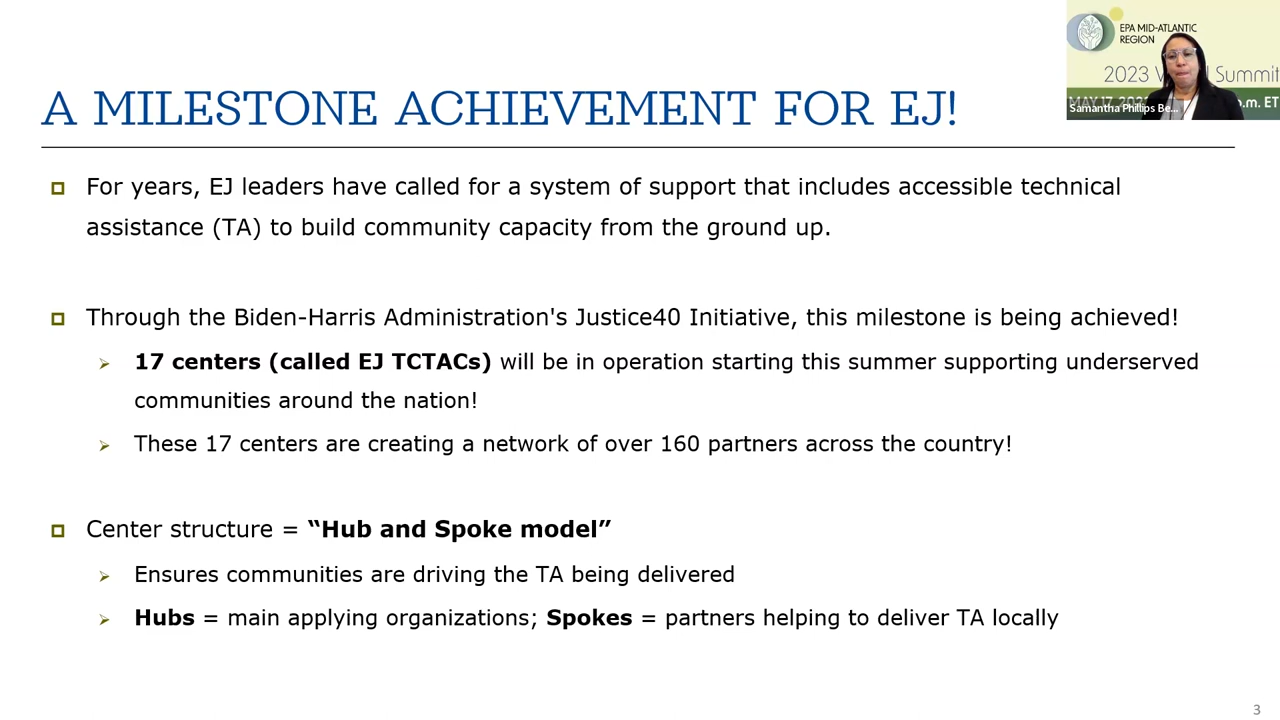 EPA MID-ATLANTIC
REGION
2023 Summit
MAY 17, p.m. ET
Samantha Phillips Be...
A MILESTONE ACHIEVEMENT FOR EJ!
For years, EJ leaders have called for a system of support that includes accessible technical
assistance (TA) to build community capacity from the ground up.
Through the Biden-Harris Administration's Justice40 Initiative, this milestone is being achieved!
17 centers (called EJ TCTACs) will be in operation starting this summer supporting underserved
communities around the nation!
These 17 centers are creating a network of over 160 partners across the country!
Center structure = “Hub and Spoke model”
Ensures communities are driving the TA being delivered
Hubs = main applying organizations; Spokes = partners helping to deliver TA locally
3